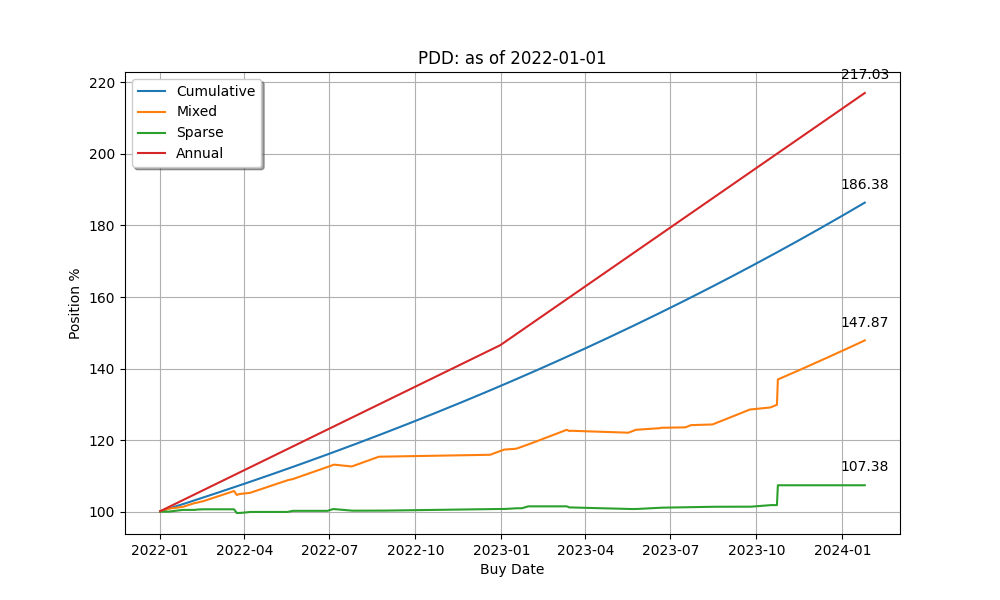 PDD: as of 2022-01-01
217.03
220
Cumulative
Mixed
Sparse
Annual
200
186.38
180
160
147.87
140
120
107.38
100
Position %
2022-01 2022-04 2022-07 2022-10 2023-01 2023-04 2023-07 2023-10 2024-01
Buy Date